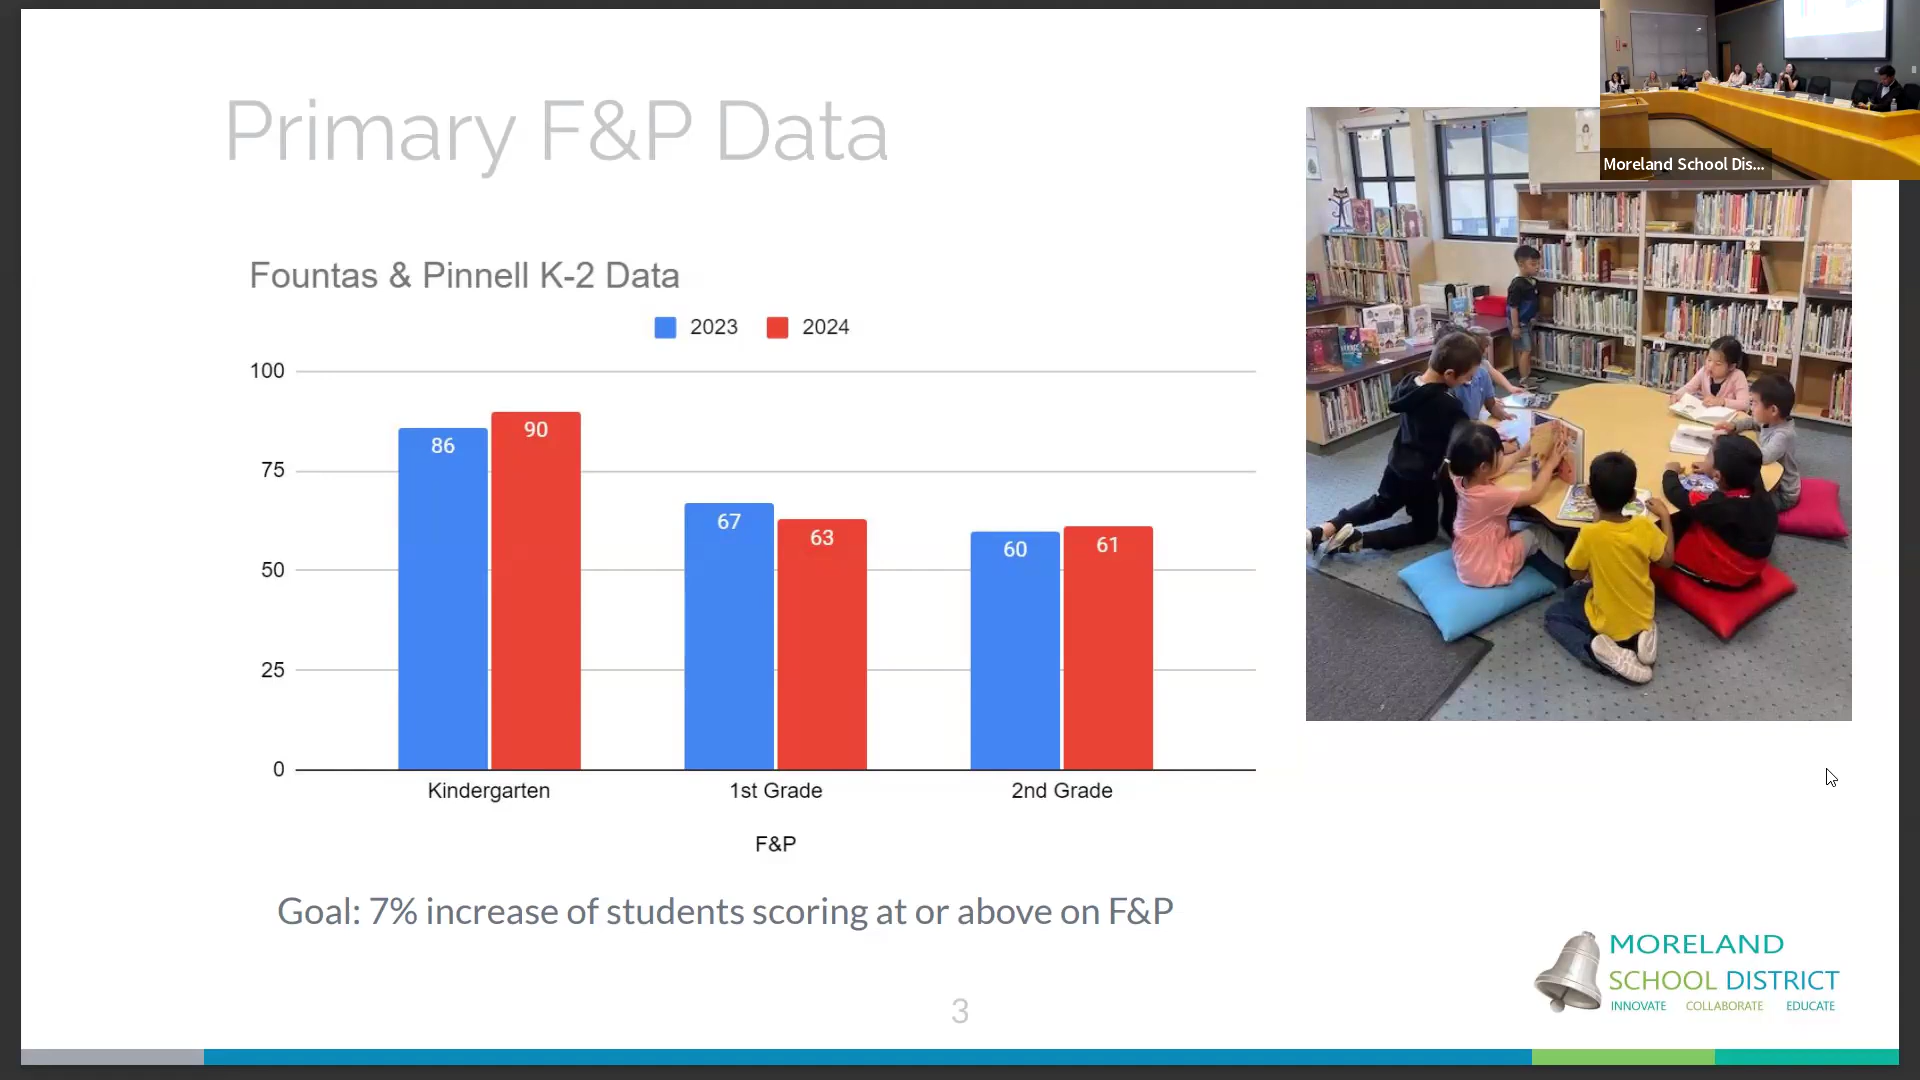 Primary F&P Data
Moreland School Dis...
Fountas & Pinnell K-2 Data
2023 2024
100
75
50
25
0
86
90
67
63
60
61
Kindergarten 1st Grade 2nd Grade
F&P
Goal: 7% increase of students scoring at or above on F&P
MORELAND
SCHOOL DISTRICT
INNOVATE COLLABORATE EDUCATE
3